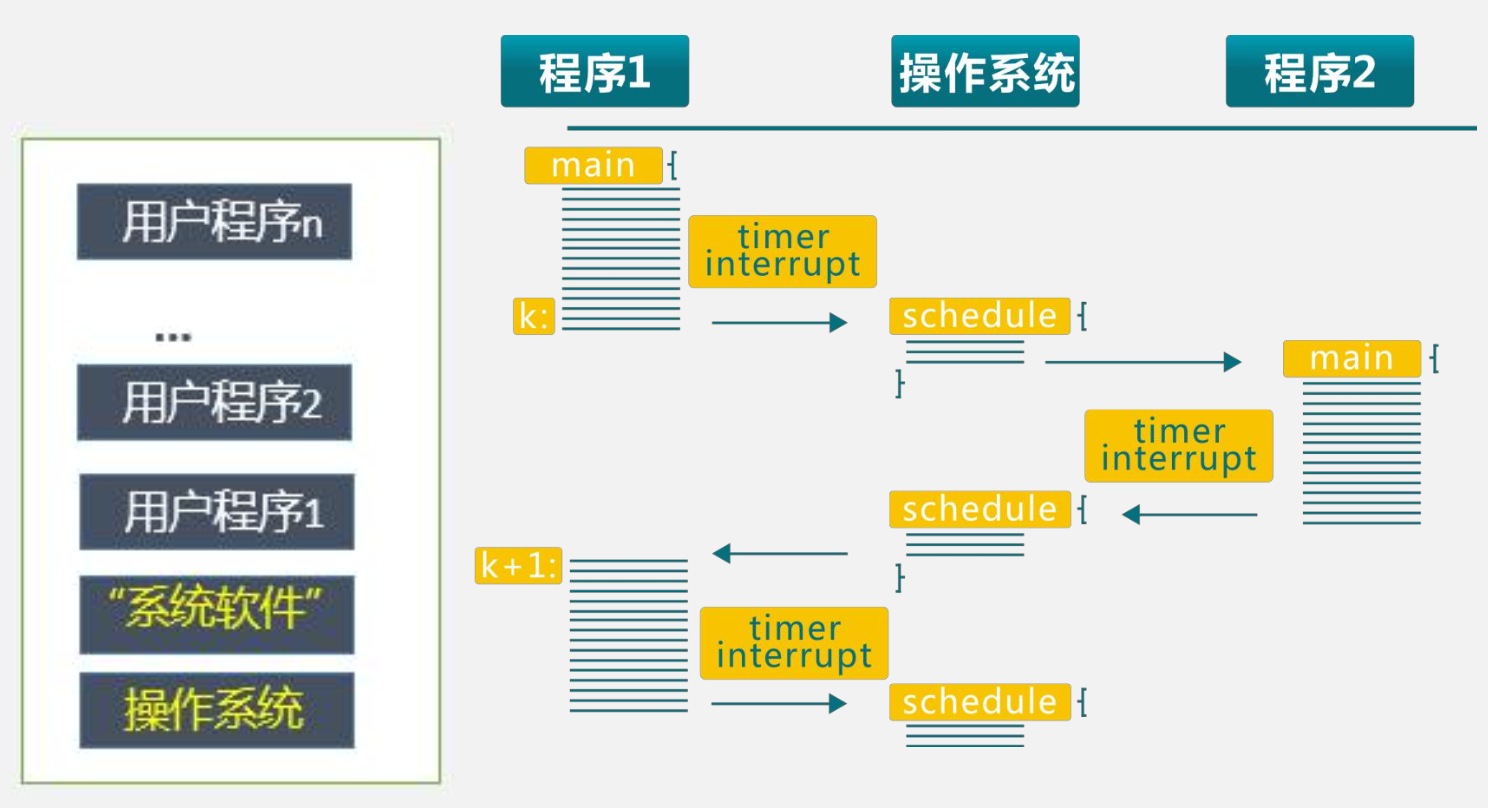 程序1
操作系统
程序2
用户程序n
...
用户程序2
用户程序1
“系统软件”
操作系统
main {
timer
interrupt
k:
schedule {
}
main {
timer
interrupt
schedule {
}
k+1:
timer
interrupt
schedule {